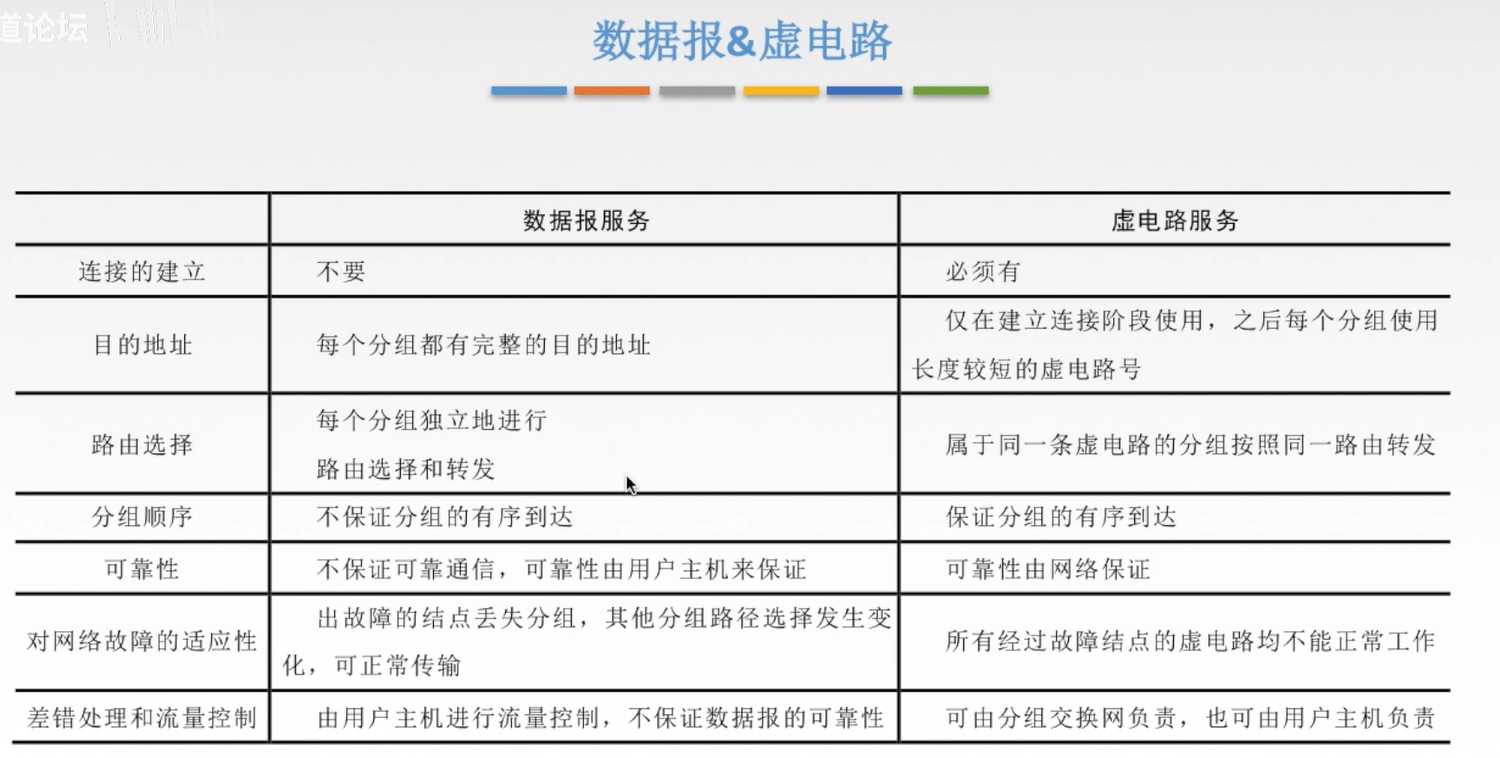 道论坛
数据报&虚电路
数据报服务
虚电路服务
连接的建立
不要
必须有
目的地址
每个分组都有完整的目的地址
仅在建立连接阶段使用，之后每个分组使用
长度较短的虚电路号
路由选择
每个分组独立地进行
路由选择和转发
属于同一条虚电路的分组按照同一路由转发
分组顺序
不保证分组的有序到达
保证分组的有序到达
可靠性
不保证可靠通信，可靠性由用户主机来保证
可靠性由网络保证
对网络故障的适应性
出故障的结点丢失分组，其他分组路径选择发生变
化，可正常传输
所有经过故障结点的虚电路均不能正常工作
差错处理和流量控制
由用户主机进行流量控制，不保证数据报的可靠性
可由分组交换网负责，也可由用户主机负责